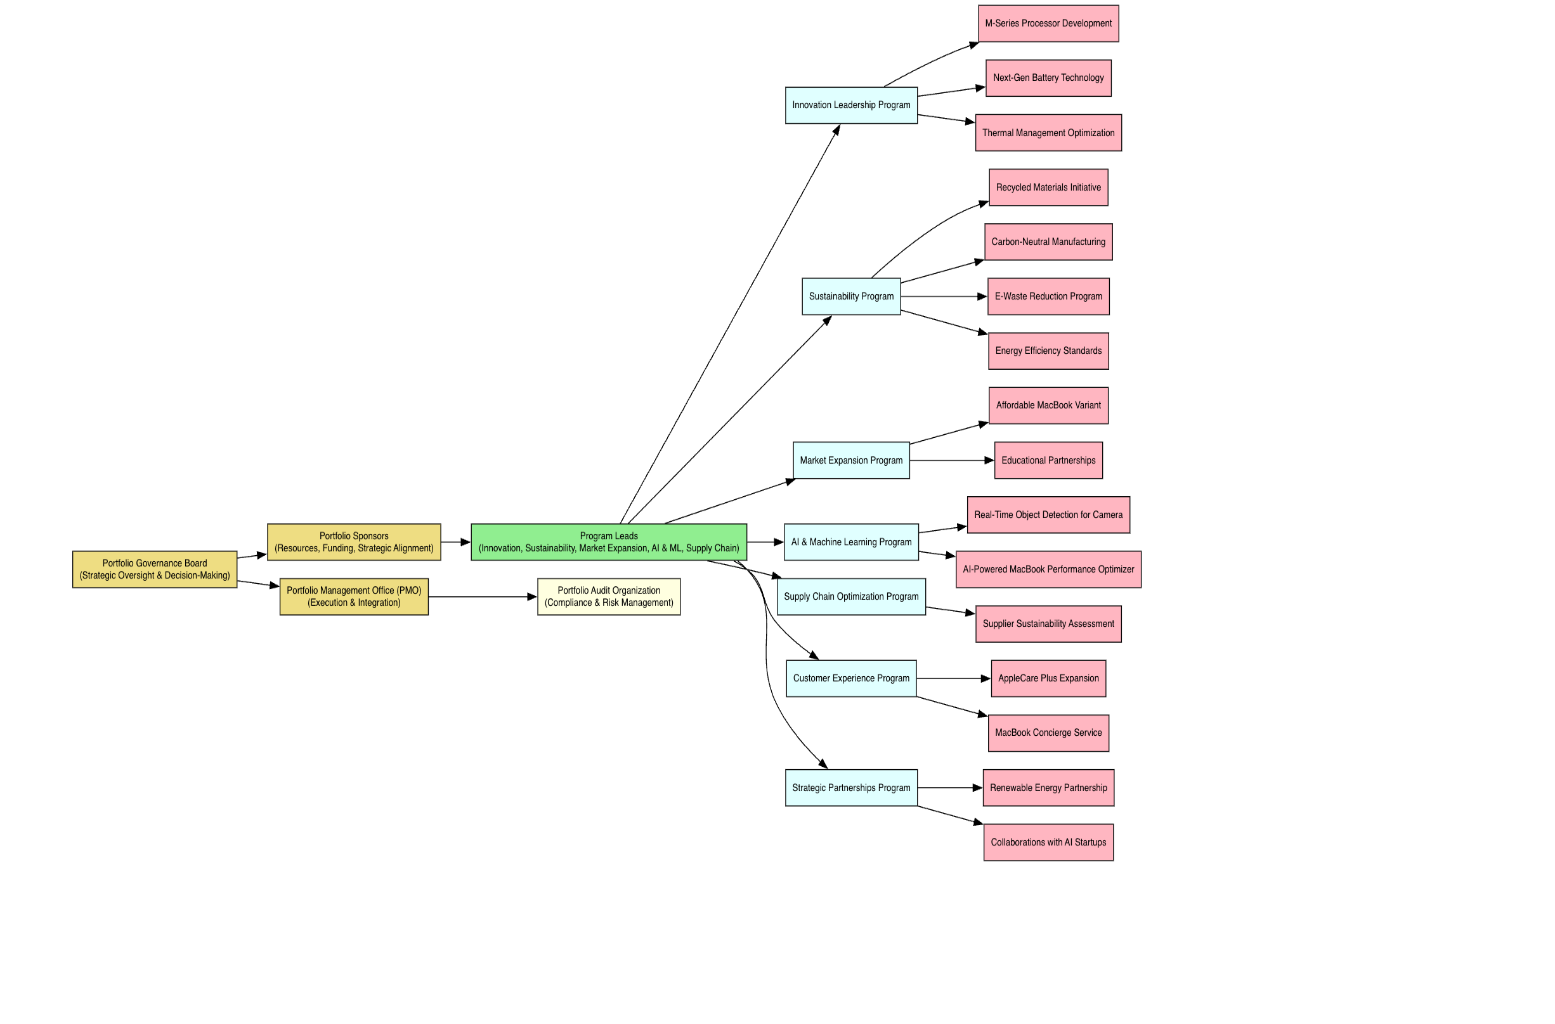 Portfolio Governance Board
(Strategic Oversight & Decision-Making)
Portfolio Sponsors
(Resources, Funding, Strategic Alignment)
Portfolio Management Office (PMO)
(Execution & Integration)
Program Leads
(Innovation, Sustainability, Market Expansion, AI & ML, Supply Chain)
Portfolio Audit Organization
(Compliance & Risk Management)
Innovation Leadership Program
M-Series Processor Development
Next-Gen Battery Technology
Thermal Management Optimization
Sustainability Program
Recycled Materials Initiative
Carbon-Neutral Manufacturing
E-Waste Reduction Program
Energy Efficiency Standards
Market Expansion Program
Affordable MacBook Variant
Educational Partnerships
AI & Machine Learning Program
Real-Time Object Detection for Camera
AI-Powered MacBook Performance Optimizer
Supply Chain Optimization Program
Supplier Sustainability Assessment
Customer Experience Program
AppleCare Plus Expansion
MacBook Concierge Service
Strategic Partnerships Program
Renewable Energy Partnership
Collaborations with AI Startups